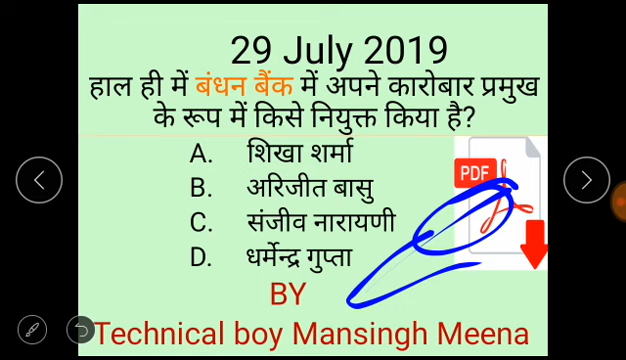 29 July 2019
हाल ही में बंधन बैंक में अपने कारोबार प्रमुख
के रूप में किसे नियुक्त किया है?
A. शिखा शर्मा
B. अरिजीत बासु
C. संजीव नारायणी
D. धर्मेन्द्र गुप्ता
PDF
BY
Technical boy Mansingh Meena